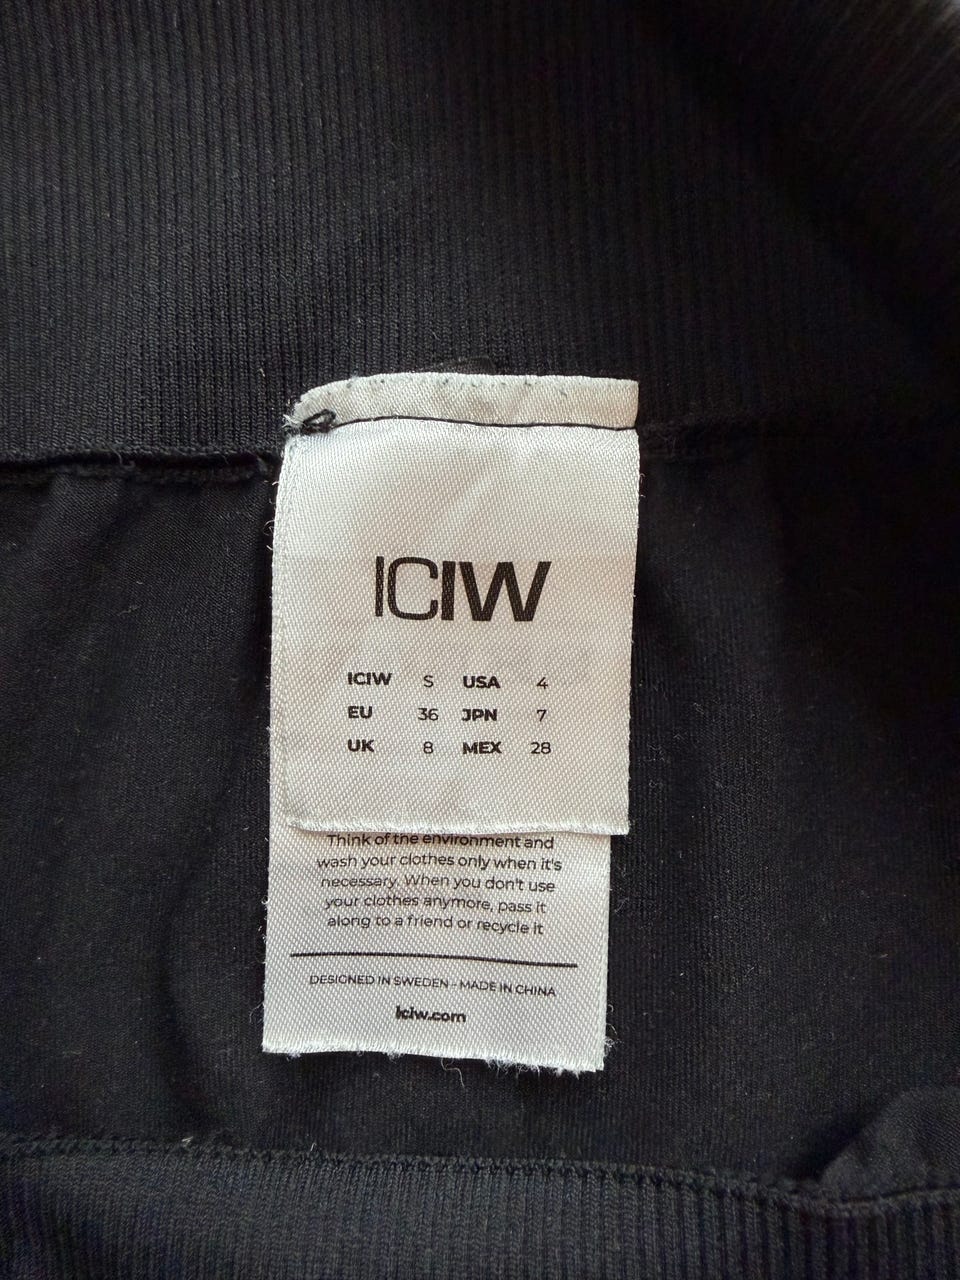 ICIW
ICIW S USA 4
EU 36 JPN 7
UK 8 MEX 28
Think of the environment and
wash your clothes only when it's
necessary. When you don't use
your clothes anymore, pass it
along to a friend or recycle it
DESIGNED IN SWEDEN - MADE IN CHINA
iciw.com